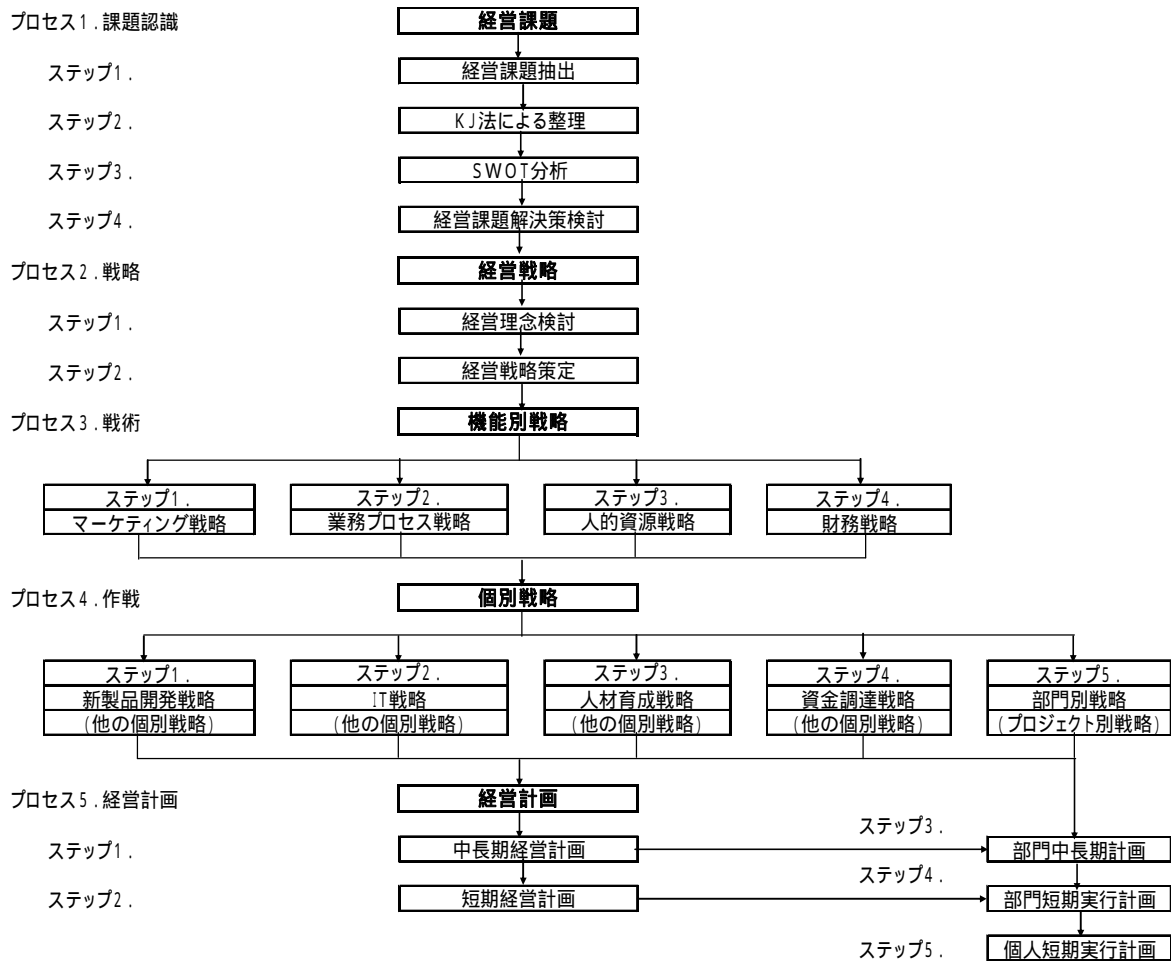 プロセス1．課題認識
経営課題
ステップ1．
経営課題抽出
ステップ2．
KJ法による整理
ステップ3．
SWOT分析
ステップ4．
経営課題解決策検討
プロセス2．戦略
経営戦略
ステップ1．
経営理念検討
ステップ2．
経営戦略策定
プロセス3．戦術
機能別戦略
ステップ1．
マーケティング戦略
ステップ2．
業務プロセス戦略
ステップ3．
人的資源戦略
ステップ4．
財務戦略
プロセス4．作戦
個別戦略
ステップ1．
新製品開発戦略
(他の個別戦略)
ステップ2．
IT戦略
(他の個別戦略)
ステップ3．
人材育成戦略
(他の個別戦略)
ステップ4．
資金調達戦略
(他の個別戦略)
ステップ5．
部門別戦略
(プロジェクト別戦略)
プロセス5．経営計画
経営計画
ステップ1．
中長期経営計画
ステップ3．
部門中長期計画
ステップ2．
短期経営計画
ステップ4．
部門短期実行計画
ステップ5．
個人短期実行計画